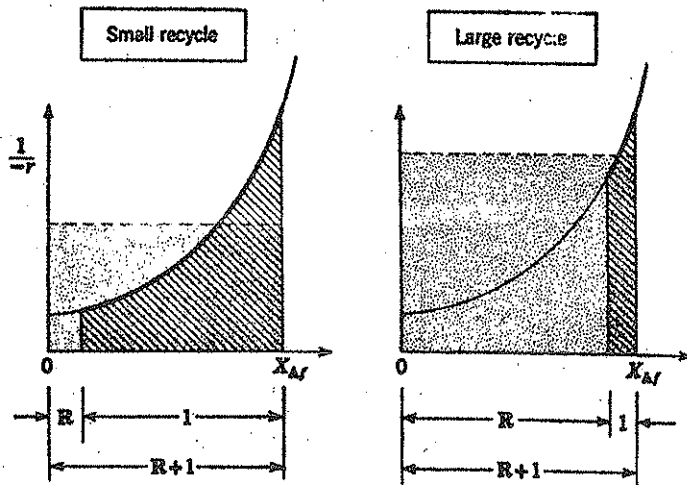 Small recycle
Large recycle
1
-r
0
X_Af
0
X_Af
R
1
R+1
R
1
R+1